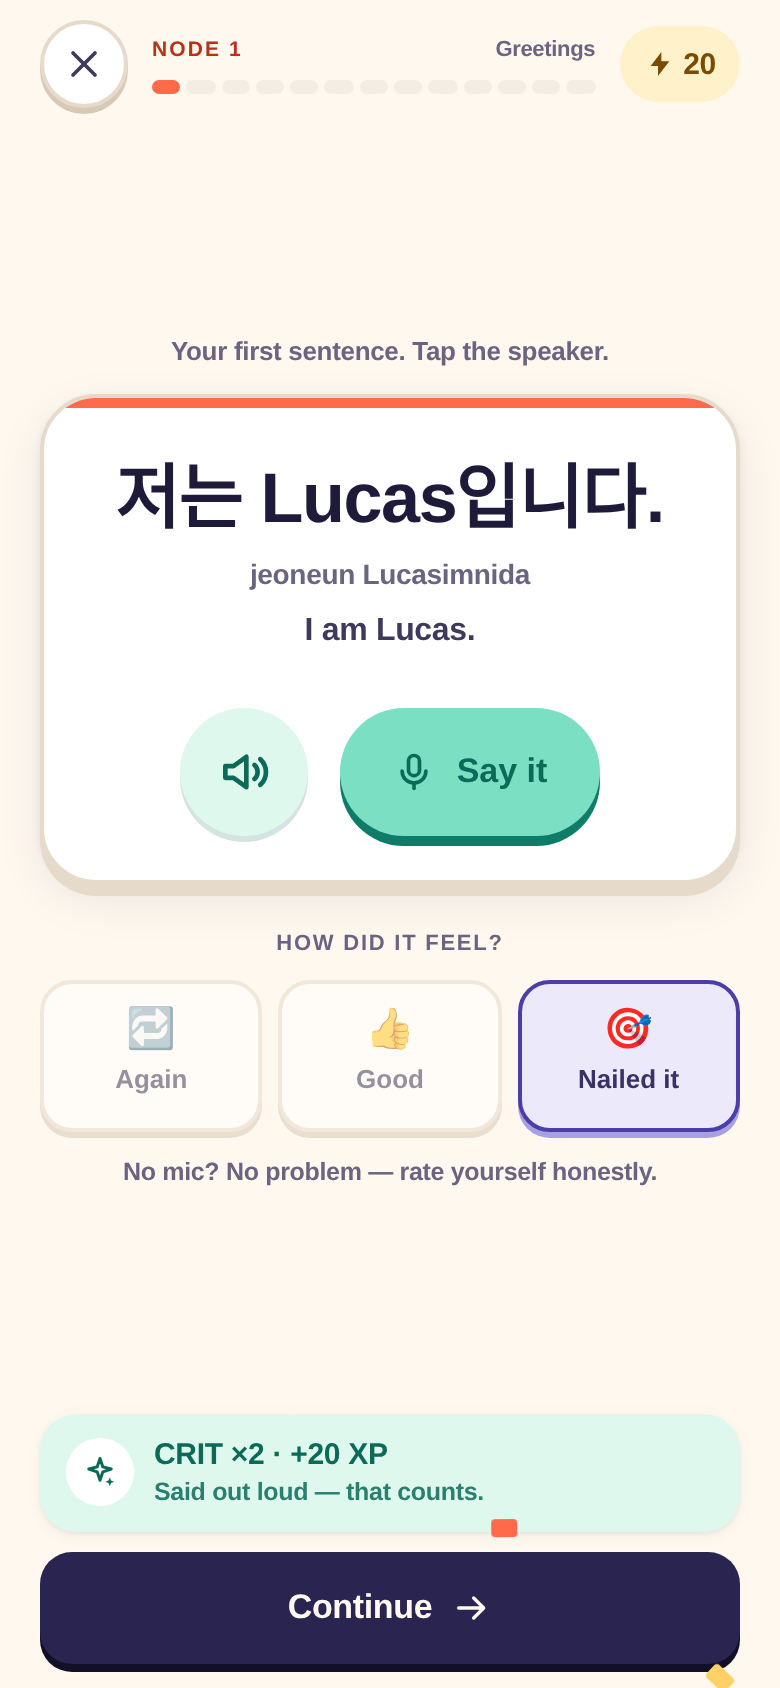 NODE 1
Greetings
20
Your first sentence. Tap the speaker.
저는 Lucas입니다.
jeoneun Lucasimnida
I am Lucas.
Say it
HOW DID IT FEEL?
Again
Good
Nailed it
No mic? No problem — rate yourself honestly.
CRIT ×2 · +20 XP
Said out loud — that counts.
Continue